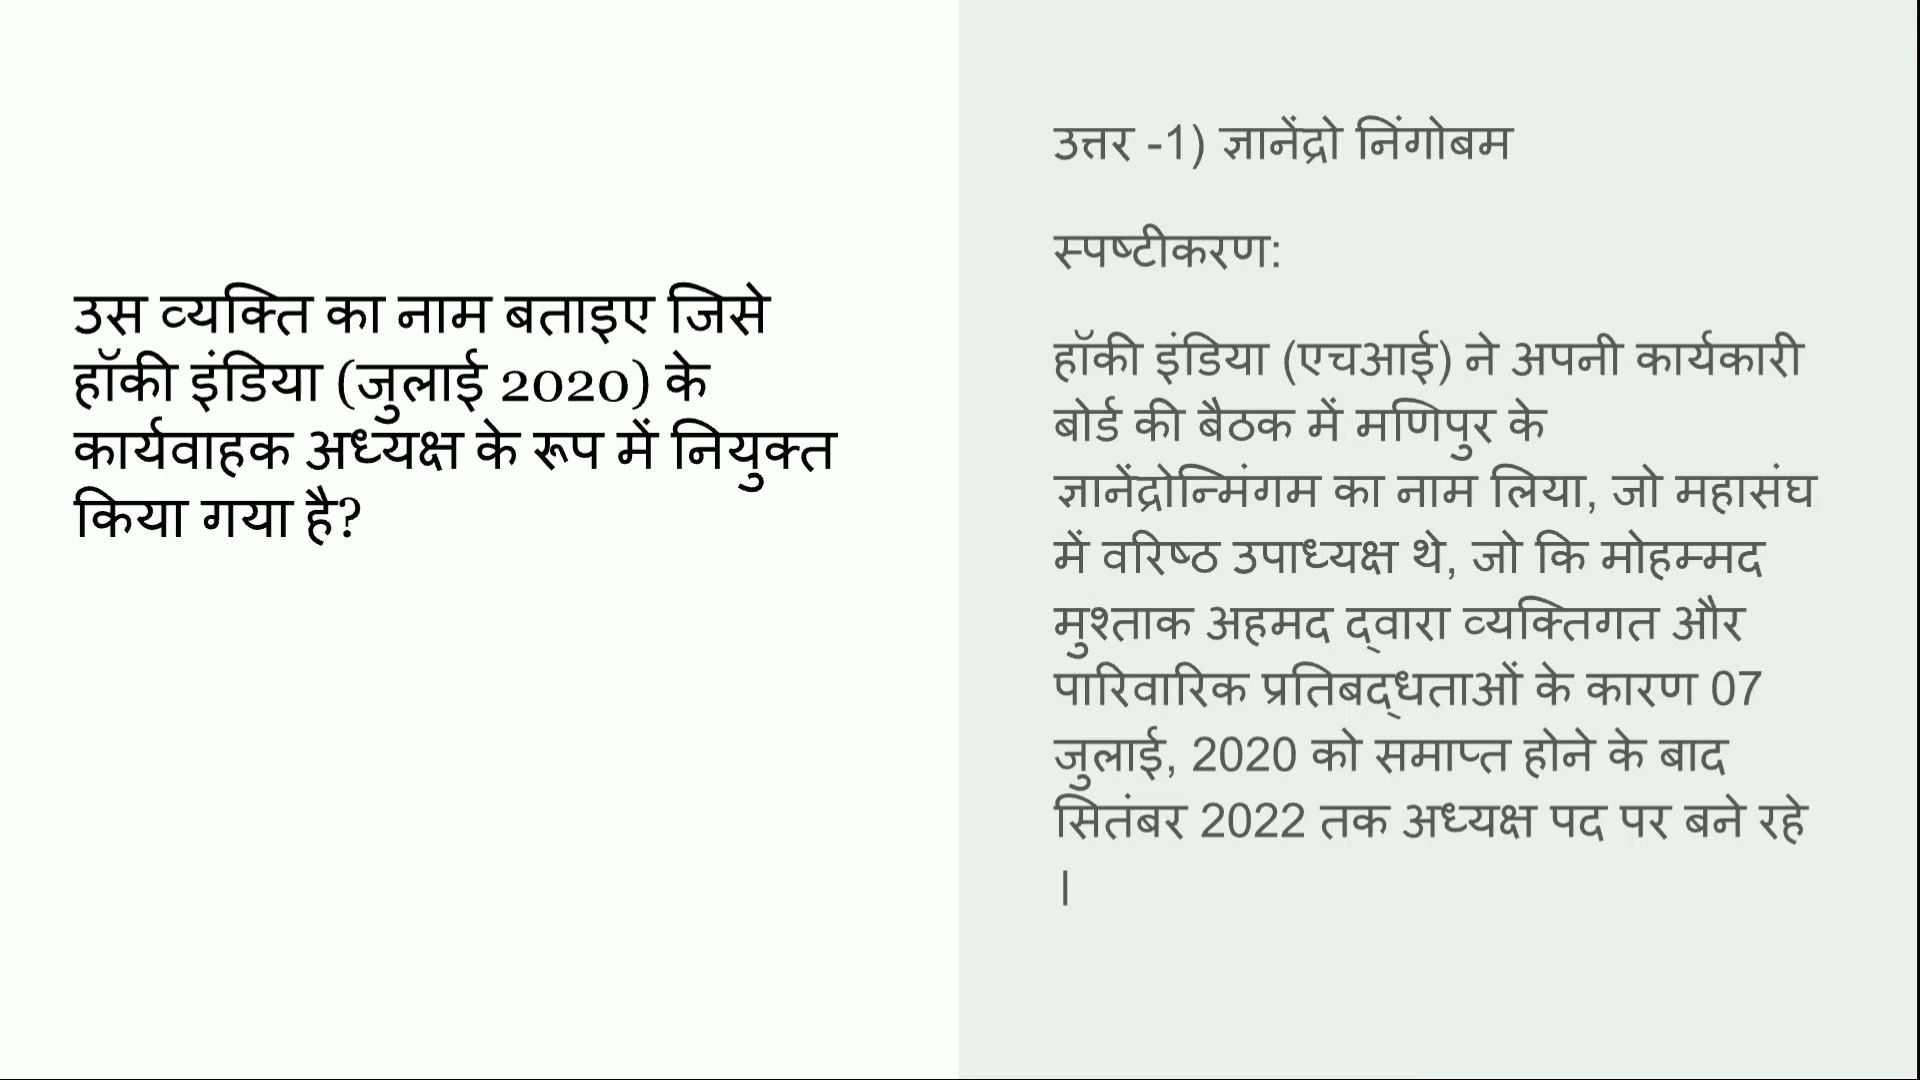 उस व्यक्ति का नाम बताइए जिसे
हॉकी इंडिया (जुलाई 2020) के
कार्यवाहक अध्यक्ष के रूप में नियुक्त
किया गया है?
उत्तर -1) ज्ञानेंद्रो निंगोबम
स्पष्टीकरण:
हॉकी इंडिया (एचआई) ने अपनी कार्यकारी
बोर्ड की बैठक में मणिपुर के
ज्ञानेंद्रोन्मिंगम का नाम लिया, जो महासंघ
में वरिष्ठ उपाध्यक्ष थे, जो कि मोहम्मद
मुश्ताक अहमद द्वारा व्यक्तिगत और
पारिवारिक प्रतिबद्धताओं के कारण 07
जुलाई, 2020 को समाप्त होने के बाद
सितंबर 2022 तक अध्यक्ष पद पर बने रहे
|